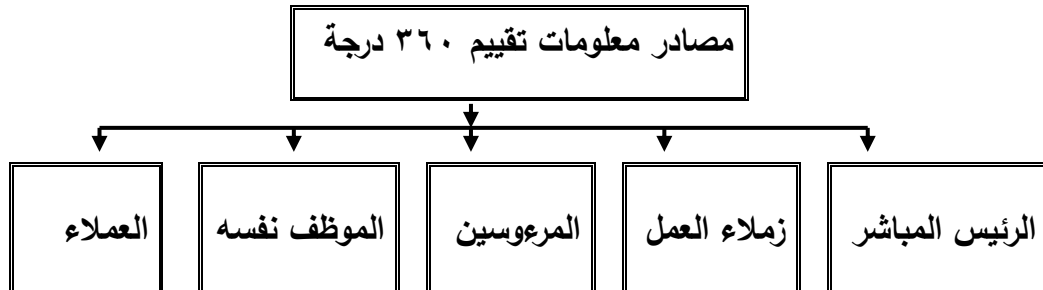 مصادر معلومات تقييم ٣٦٠ درجة
الرئيس المباشر
زملاء العمل
المرءوسين
الموظف نفسه
العملاء